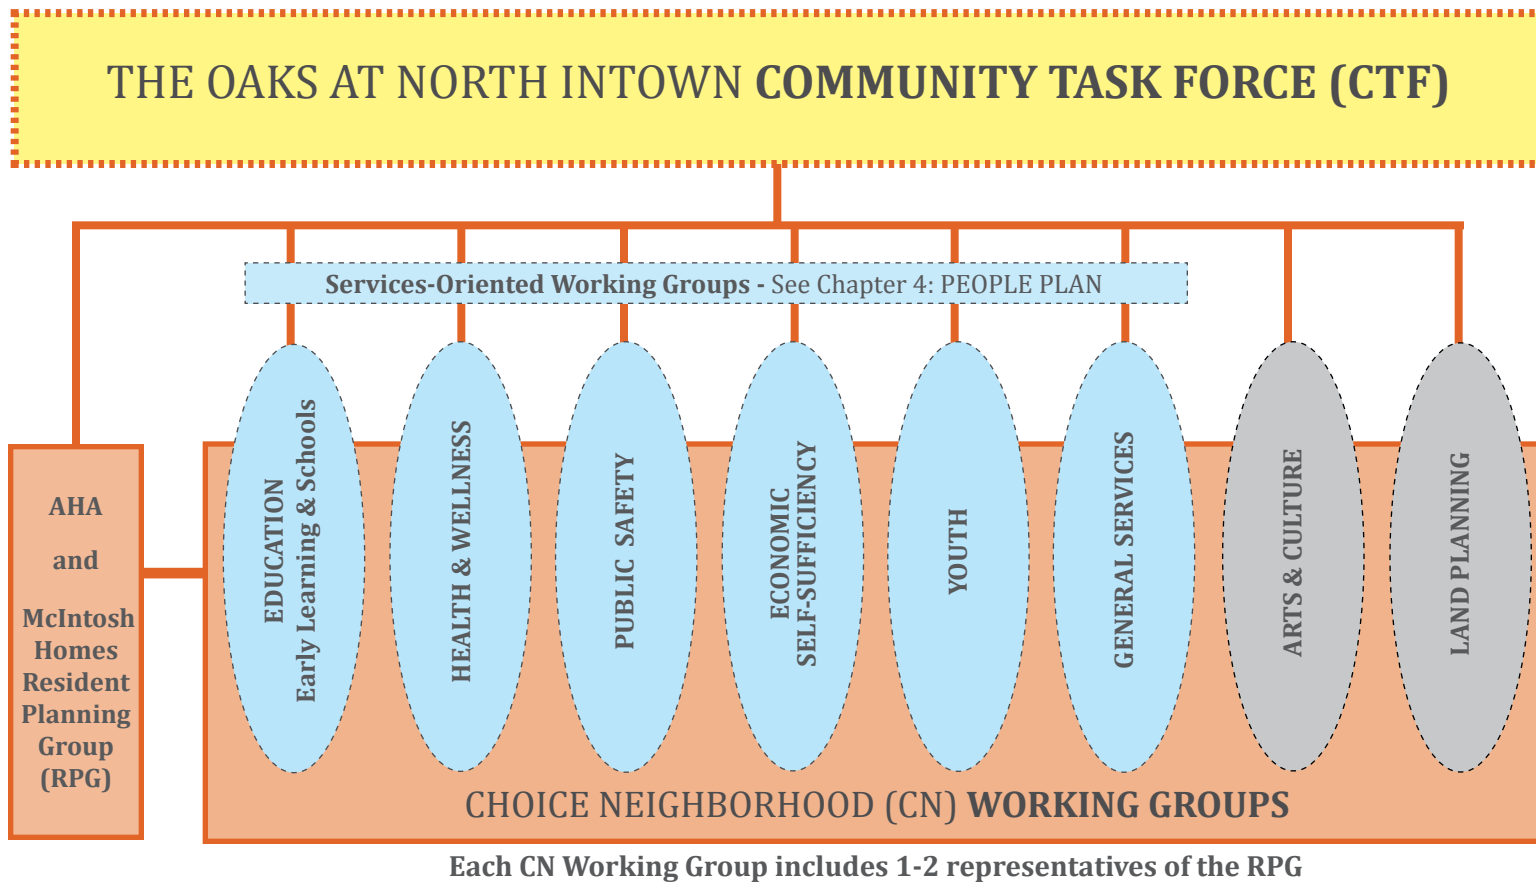 THE OAKS AT NORTH INTOWN COMMUNITY TASK FORCE (CTF)
Services-Oriented Working Groups - See Chapter 4: PEOPLE PLAN
AHA
and
McIntosh
Homes
Resident
Planning
Group
(RPG)
EDUCATION
Early Learning & Schools
HEALTH & WELLNESS
PUBLIC SAFETY
ECONOMIC
SELF-SUFFICIENCY
YOUTH
GENERAL SERVICES
ARTS & CULTURE
LAND PLANNING
CHOICE NEIGHBORHOOD (CN) WORKING GROUPS
Each CN Working Group includes 1-2 representatives of the RPG